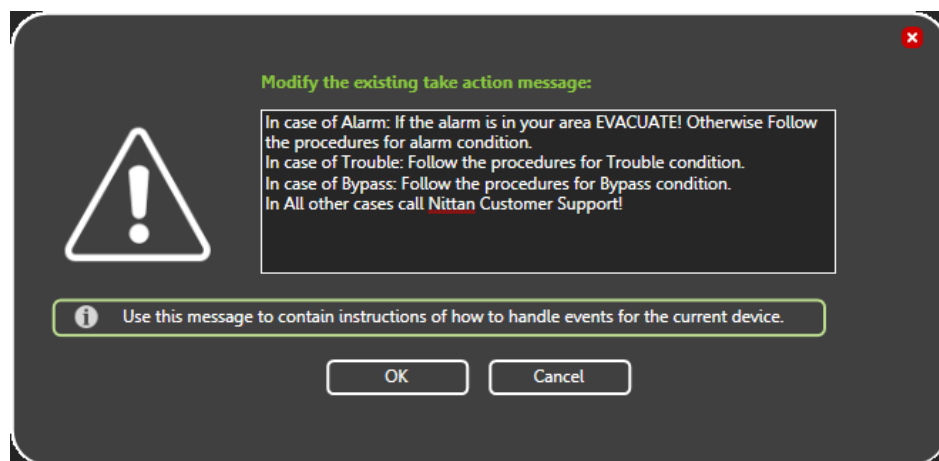 Modify the existing take action message:
In case of Alarm: If the alarm is in your area EVACUATE! Otherwise Follow
the procedures for alarm condition.
In case of Trouble: Follow the procedures for Trouble condition.
In case of Bypass: Follow the procedures for Bypass condition.
In All other cases call Nittan Customer Support!
Use this message to contain instructions of how to handle events for the current device.
OK
Cancel